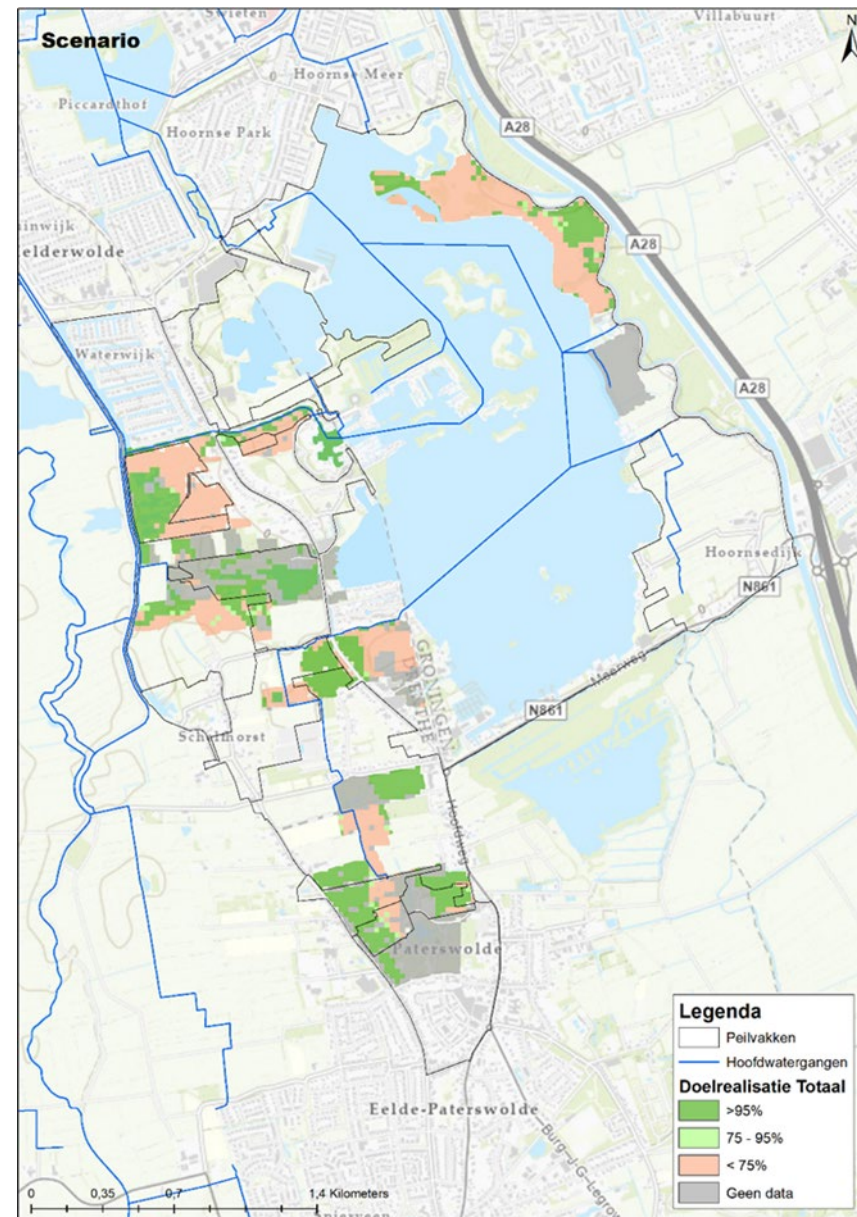 Scenario
Swieten
Villabuurt
N
Hoornse Meer
Piccardthof
Hoornse Park
A28
A28
uinwijk
elderwolde
Waterwijk
A28
Hoornsedijk
N861
GRONINGEN
DRENTHE
Meerweg
N861
Schelfhorst
Hoofdweg
Paterswolde
Eelde-Paterswolde
Burg-J-G-Legrow
0 0,35 0,7 1,4 Kilometers
Legenda
Peilvakken
Hoofdwatergangen
Doelrealisatie Totaal
>95%
75 - 95%
< 75%
Geen data